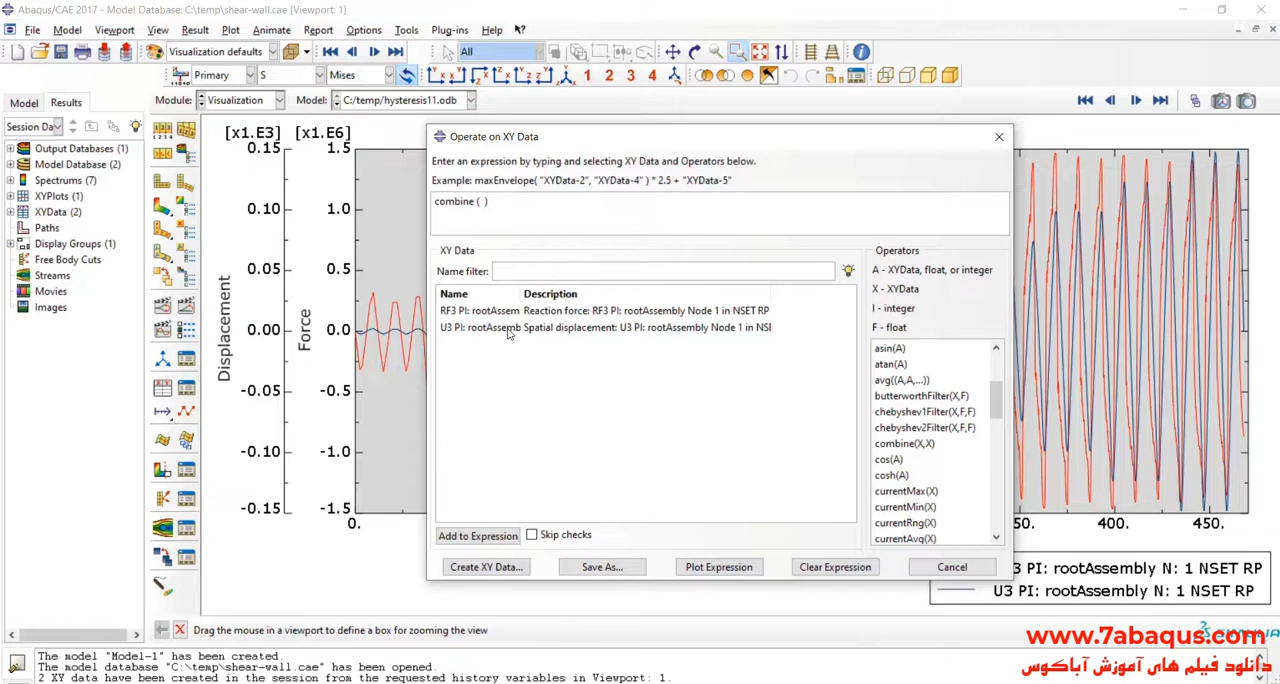 Abaqus/CAE 2017 - Model Database: C:\temp\shear-wall.cae [Viewport: 1]
File Model Viewport View Result Plot Animate Report Options Tools Plug-ins Help
Visualization defaults All
Primary S Mises 1 2 3 4
Model Results Module: Visualization Model: C:/temp/hysteresis11.odb
Session Da
Output Databases (1)
Model Database (2)
Spectrums (7)
XYPlots (1)
XYData (2)
Paths
Display Groups (1)
Free Body Cuts
Streams
Movies
Images
[x1.E3] [x1.E6]
0.15 1.5
0.10 1.0
0.05 0.5
0.00 0.0
-0.05 -0.5
-0.10 -1.0
-0.15 -1.5
Displacement
Force
0.
50. 400. 450.
Operate on XY Data
Enter an expression by typing and selecting XY Data and Operators below.
Example: maxEnvelope( "XYData-2", "XYData-4" ) * 2.5 + "XYData-5"
combine ( )
XY Data
Name filter:
Name Description
RF3 PI: rootAssem Reaction force: RF3 PI: rootAssembly Node 1 in NSET RP
U3 PI: rootAssemb Spatial displacement: U3 PI: rootAssembly Node 1 in NSE
Operators
A - XYData, float, or integer
X - XYData
I - integer
F - float
asin(A)
atan(A)
avg((A,A,...))
butterworthFilter(X,F)
chebyshev1Filter(X,F,F)
chebyshev2Filter(X,F,F)
combine(X,X)
cos(A)
cosh(A)
currentMax(X)
currentMin(X)
currentRng(X)
currentAvg(X)
Add to Expression Skip checks
Create XY Data... Save As... Plot Expression Clear Expression Cancel
3 PI: rootAssembly N: 1 NSET RP
U3 PI: rootAssembly N: 1 NSET RP
Drag the mouse in a viewport to define a box for zooming the view
The model "Model-1" has been created.
The model database "C:\temp\shear-wall.cae" has been opened.
2 XY data have been created in the session from the requested history variables in Viewport: 1.
www.7abaqus.com
دانلود فیلم های آموزش آباکوس